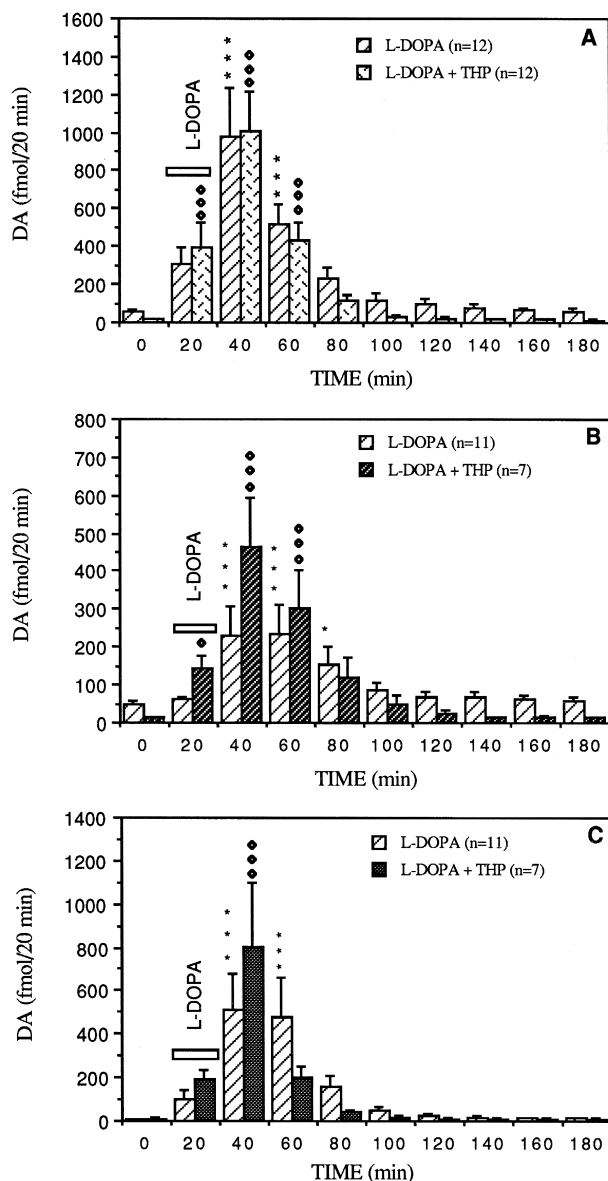 1600
1400
1200
1000
800
600
400
200
0
DA (fmol/20 min)
L-DOPA
* * *
* * *
L-DOPA (n=12)
L-DOPA + THP (n=12)
A
0 20 40 60 80 100 120 140 160 180
TIME (min)
800
700
600
500
400
300
200
100
0
DA (fmol/20 min)
L-DOPA
* * *
* * *
*
L-DOPA (n=11)
L-DOPA + THP (n=7)
B
0 20 40 60 80 100 120 140 160 180
TIME (min)
1400
1200
1000
800
600
400
200
0
DA (fmol/20 min)
L-DOPA
* * *
* * *
L-DOPA (n=11)
L-DOPA + THP (n=7)
C
0 20 40 60 80 100 120 140 160 180
TIME (min)